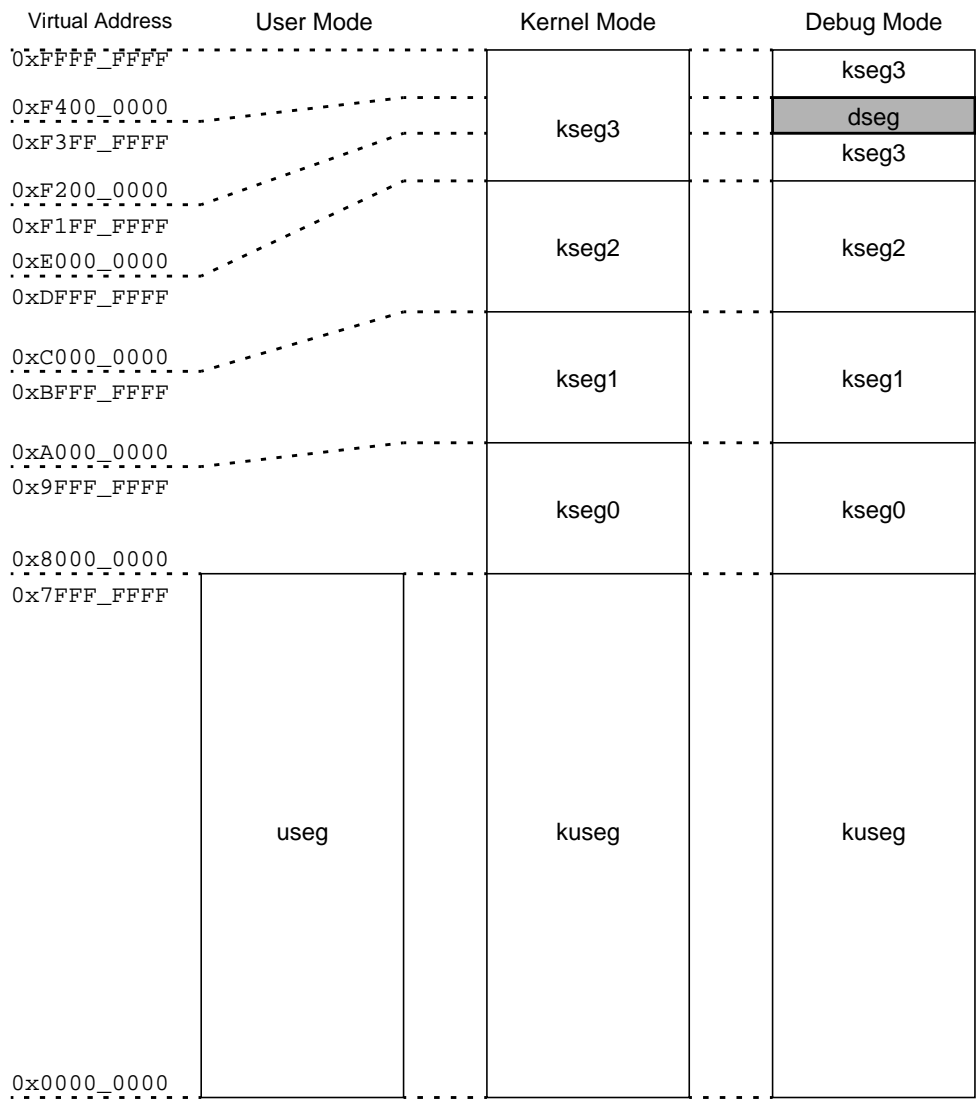 Virtual Address User Mode Kernel Mode Debug Mode
0xFFFF_FFFF
kseg3
0xF400_0000
dseg
kseg3
0xF3FF_FFFF
kseg3
0xF200_0000
0xF1FF_FFFF
kseg2 kseg2
0xE000_0000
0xDFFF_FFFF
0xC000_0000
kseg1 kseg1
0xBFFF_FFFF
0xA000_0000
0x9FFF_FFFF
kseg0 kseg0
0x8000_0000
0x7FFF_FFFF
useg kuseg kuseg
0x0000_0000